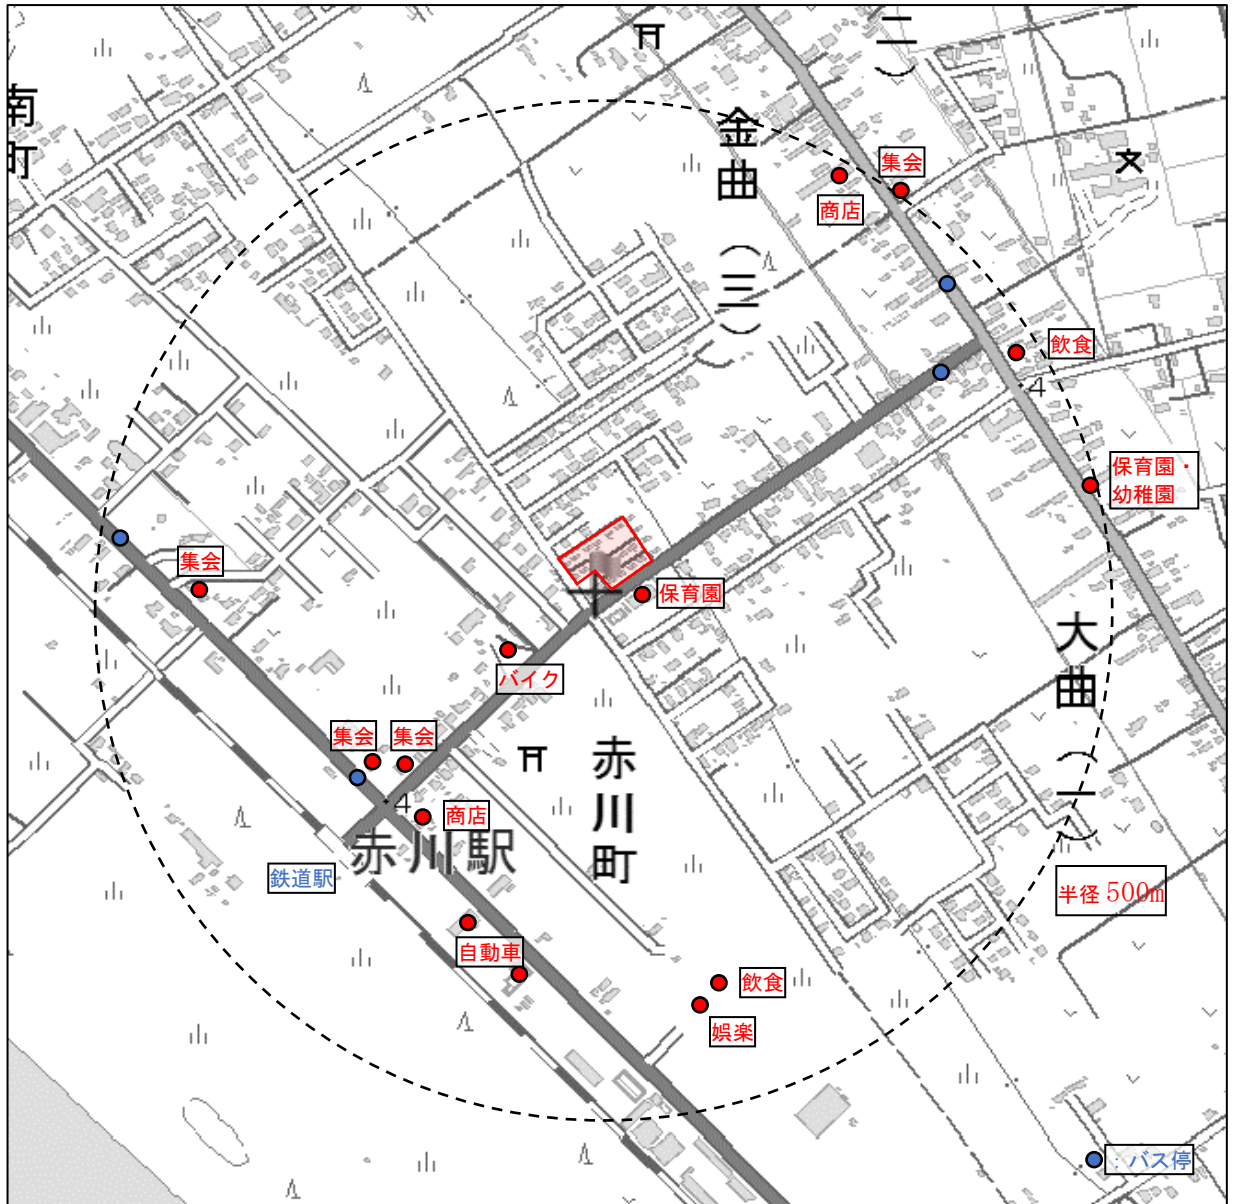 南町
二）
金曲（三）
集会
商店
飲食
4
保育園・
幼稚園
集会
保育園
大曲（一）
バイク
集会
集会
赤川町
4
商店
赤川駅
鉄道駅
半径 500m
自動車
飲食
娯楽
：バス停